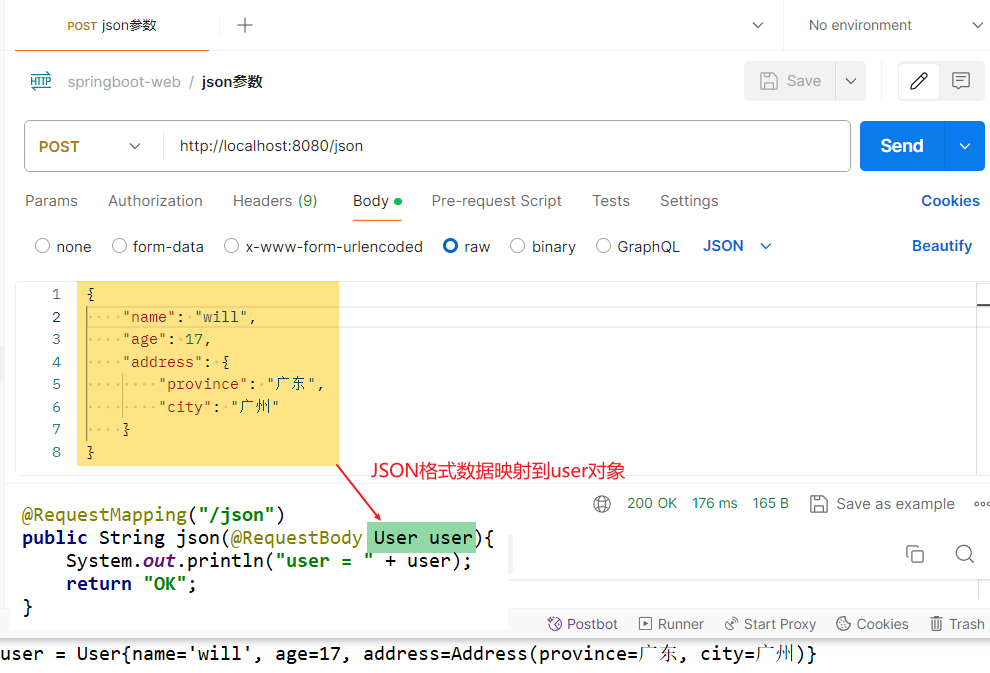 POST json参数
No environment
HTTP springboot-web / json参数
Save
POST http://localhost:8080/json Send
Params Authorization Headers (9) Body Pre-request Script Tests Settings Cookies
none form-data x-www-form-urlencoded raw binary GraphQL JSON Beautify
1 {
2 "name": "will",
3 "age": 17,
4 "address": {
5 "province": "广东",
6 "city": "广州"
7 }
8 }
JSON格式数据映射到user对象
200 OK 176 ms 165 B Save as example
@RequestMapping("/json")
public String json(@RequestBody User user){
System.out.println("user = " + user);
return "OK";
}
Postbot Runner Start Proxy Cookies Trash
user = User{name='will', age=17, address=Address(province=广东, city=广州)}